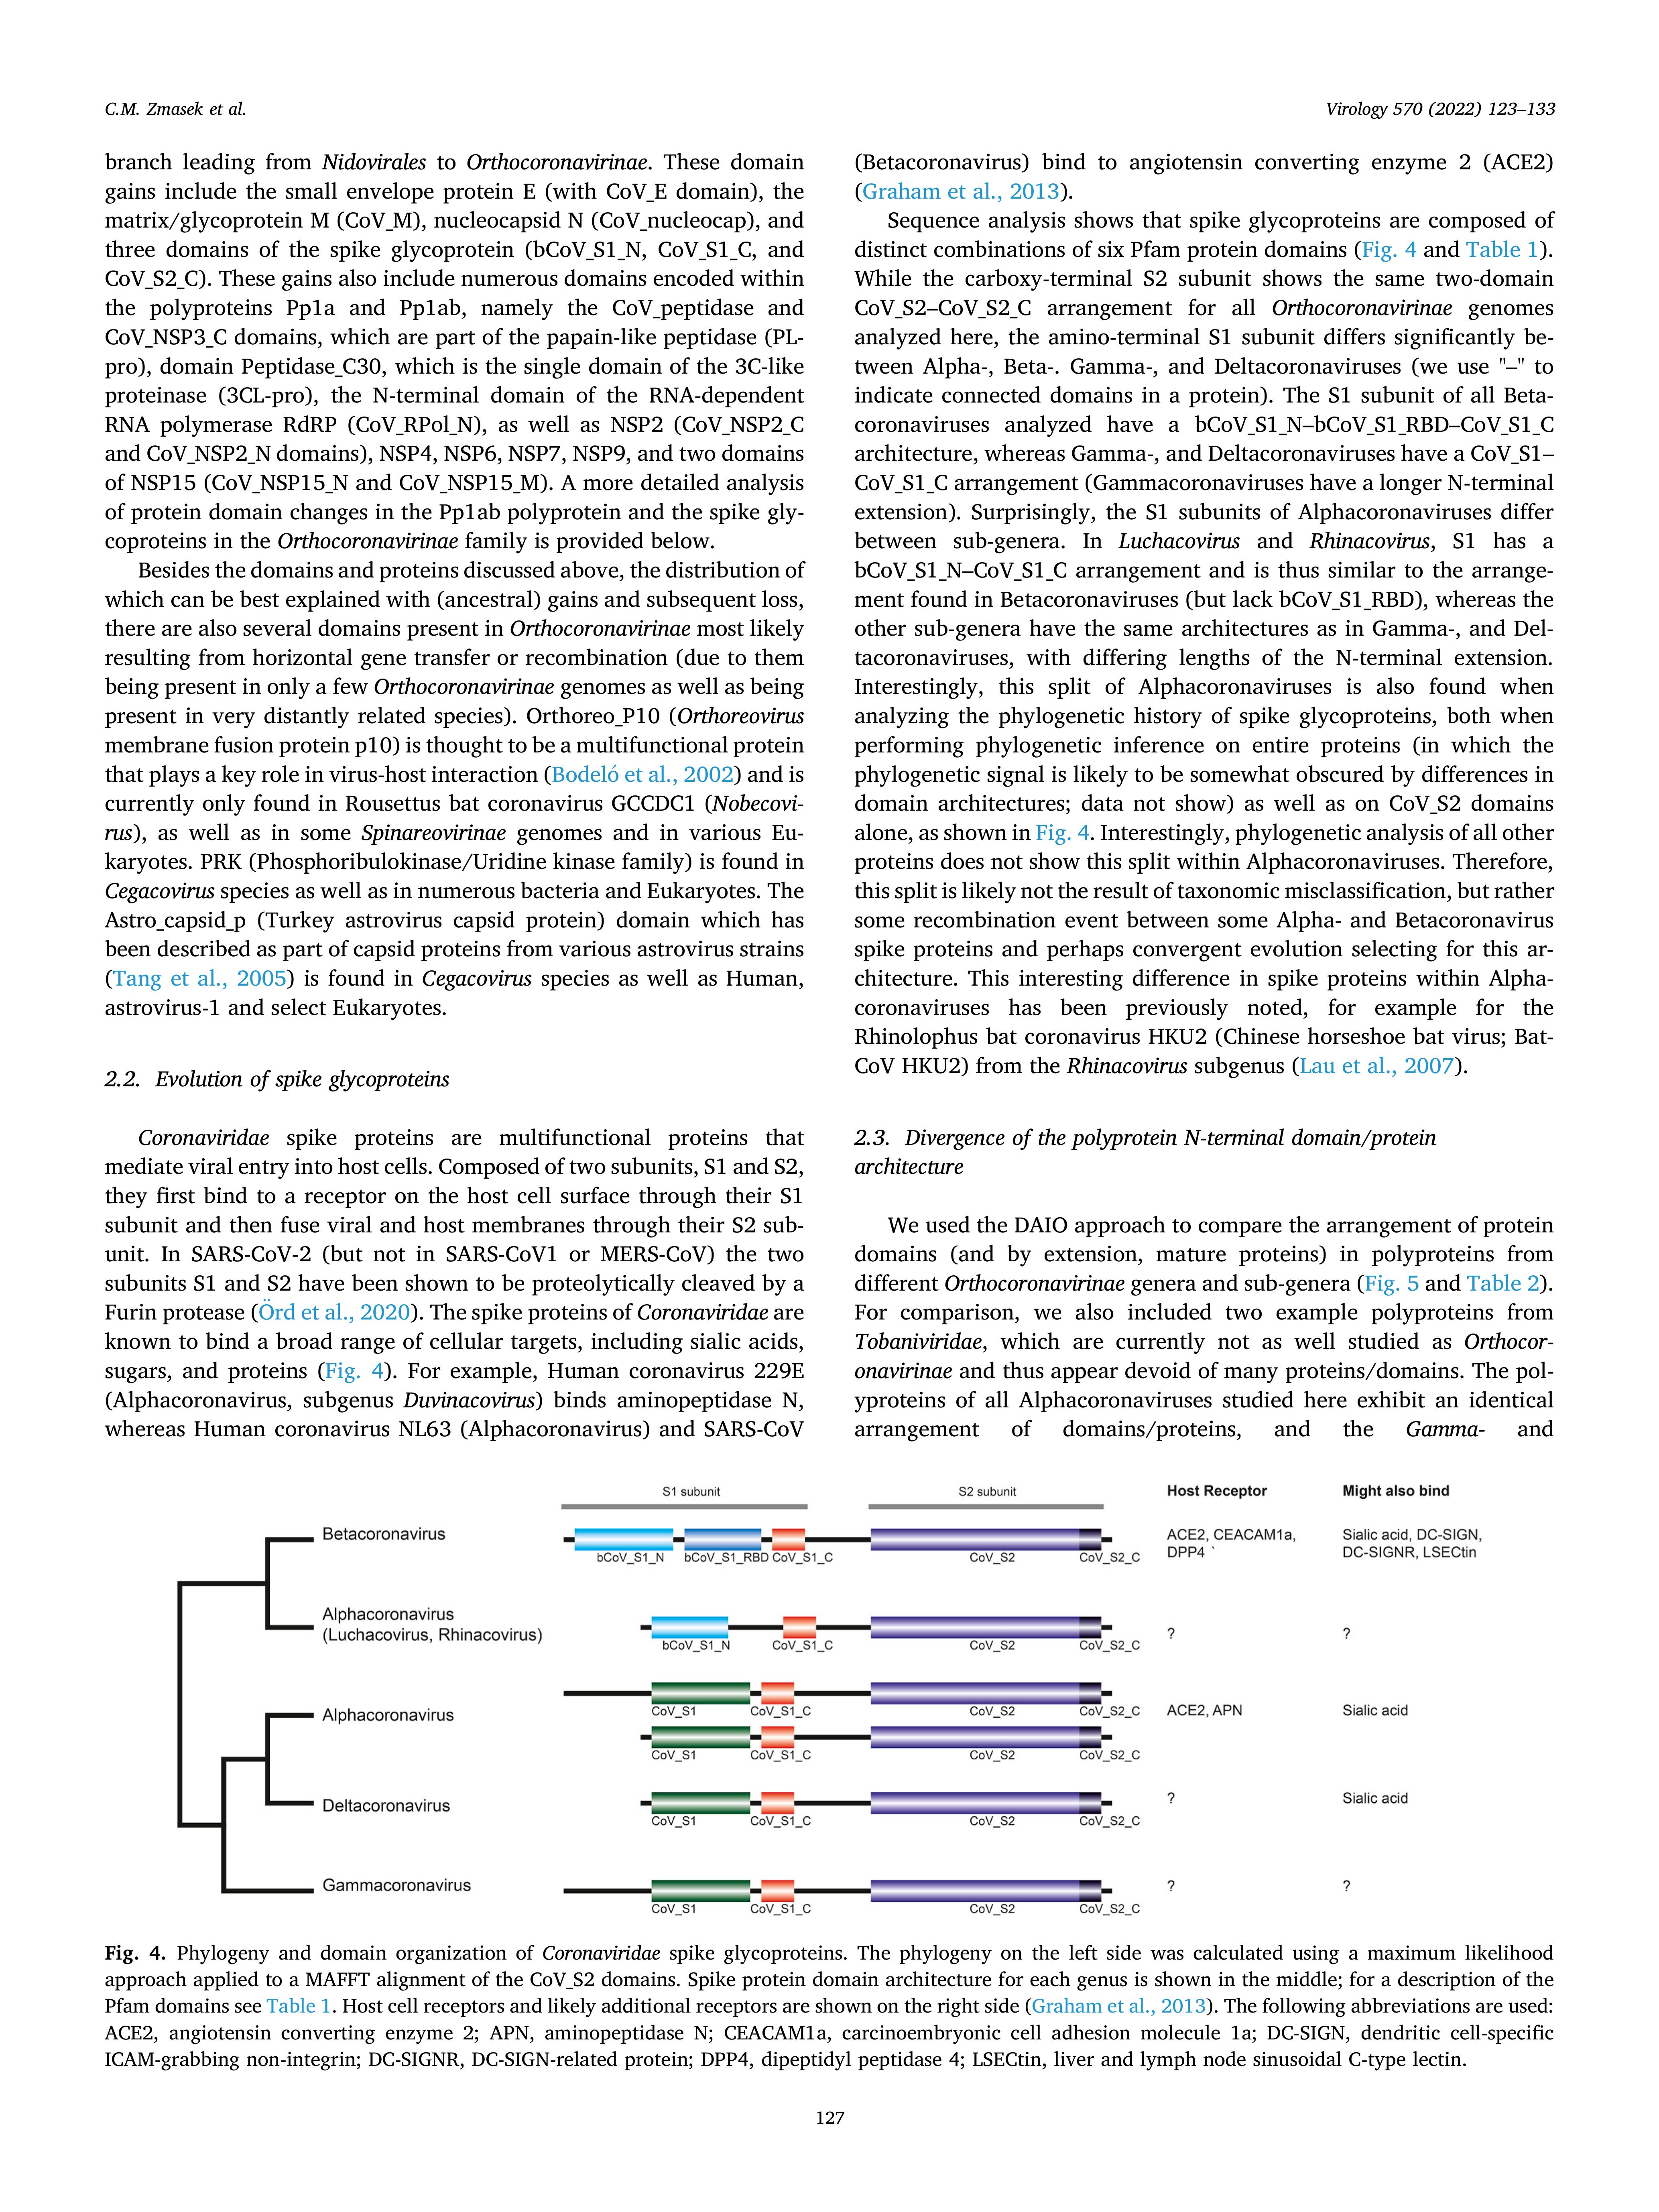 C.M. Zmasek et al.
Virology 570 (2022) 123–133
branch leading from Nidovirales to Orthocoronavirinae. These domain
gains include the small envelope protein E (with CoV_E domain), the
matrix/glycoprotein M (CoV_M), nucleocapsid N (CoV_nucleocap), and
three domains of the spike glycoprotein (bCoV_S1_N, CoV_S1_C, and
CoV_S2_C). These gains also include numerous domains encoded within
the polyproteins Pp1a and Pp1ab, namely the CoV_peptidase and
CoV_NSP3_C domains, which are part of the papain-like peptidase (PL-
pro), domain Peptidase_C30, which is the single domain of the 3C-like
proteinase (3CL-pro), the N-terminal domain of the RNA-dependent
RNA polymerase RdRP (CoV_RPol_N), as well as NSP2 (CoV_NSP2_C
and CoV_NSP2_N domains), NSP4, NSP6, NSP7, NSP9, and two domains
of NSP15 (CoV_NSP15_N and CoV_NSP15_M). A more detailed analysis
of protein domain changes in the Pp1ab polyprotein and the spike gly-
coproteins in the Orthocoronavirinae family is provided below.
Besides the domains and proteins discussed above, the distribution of
which can be best explained with (ancestral) gains and subsequent loss,
there are also several domains present in Orthocoronavirinae most likely
resulting from horizontal gene transfer or recombination (due to them
being present in only a few Orthocoronavirinae genomes as well as being
present in very distantly related species). Orthoreo_P10 (Orthoreovirus
membrane fusion protein p10) is thought to be a multifunctional protein
that plays a key role in virus-host interaction (Bodeló et al., 2002) and is
currently only found in Rousettus bat coronavirus GCCDC1 (Nobecovi-
rus), as well as in some Spinareovirinae genomes and in various Eu-
karyotes. PRK (Phosphoribulokinase/Uridine kinase family) is found in
Cegacovirus species as well as in numerous bacteria and Eukaryotes. The
Astro_capsid_p (Turkey astrovirus capsid protein) domain which has
been described as part of capsid proteins from various astrovirus strains
(Tang et al., 2005) is found in Cegacovirus species as well as Human,
astrovirus-1 and select Eukaryotes.
2.2. Evolution of spike glycoproteins
Coronaviridae spike proteins are multifunctional proteins that
mediate viral entry into host cells. Composed of two subunits, S1 and S2,
they first bind to a receptor on the host cell surface through their S1
subunit and then fuse viral and host membranes through their S2 sub-
unit. In SARS-CoV-2 (but not in SARS-CoV1 or MERS-CoV) the two
subunits S1 and S2 have been shown to be proteolytically cleaved by a
Furin protease (Örd et al., 2020). The spike proteins of Coronaviridae are
known to bind a broad range of cellular targets, including sialic acids,
sugars, and proteins (Fig. 4). For example, Human coronavirus 229E
(Alphacoronavirus, subgenus Duvinacovirus) binds aminopeptidase N,
whereas Human coronavirus NL63 (Alphacoronavirus) and SARS-CoV
(Betacoronavirus) bind to angiotensin converting enzyme 2 (ACE2)
(Graham et al., 2013).
Sequence analysis shows that spike glycoproteins are composed of
distinct combinations of six Pfam protein domains (Fig. 4 and Table 1).
While the carboxy-terminal S2 subunit shows the same two-domain
CoV_S2–CoV_S2_C arrangement for all Orthocoronavirinae genomes
analyzed here, the amino-terminal S1 subunit differs significantly be-
tween Alpha-, Beta-. Gamma-, and Deltacoronaviruses (we use "–" to
indicate connected domains in a protein). The S1 subunit of all Beta-
coronaviruses analyzed have a bCoV_S1_N–bCoV_S1_RBD–CoV_S1_C
architecture, whereas Gamma-, and Deltacoronaviruses have a CoV_S1–
CoV_S1_C arrangement (Gammacoronaviruses have a longer N-terminal
extension). Surprisingly, the S1 subunits of Alphacoronaviruses differ
between sub-genera. In Luchacovirus and Rhinacovirus, S1 has a
bCoV_S1_N–CoV_S1_C arrangement and is thus similar to the arrange-
ment found in Betacoronaviruses (but lack bCoV_S1_RBD), whereas the
other sub-genera have the same architectures as in Gamma-, and Del-
tacoronaviruses, with differing lengths of the N-terminal extension.
Interestingly, this split of Alphacoronaviruses is also found when
analyzing the phylogenetic history of spike glycoproteins, both when
performing phylogenetic inference on entire proteins (in which the
phylogenetic signal is likely to be somewhat obscured by differences in
domain architectures; data not show) as well as on CoV_S2 domains
alone, as shown in Fig. 4. Interestingly, phylogenetic analysis of all other
proteins does not show this split within Alphacoronaviruses. Therefore,
this split is likely not the result of taxonomic misclassification, but rather
some recombination event between some Alpha- and Betacoronavirus
spike proteins and perhaps convergent evolution selecting for this ar-
chitecture. This interesting difference in spike proteins within Alpha-
coronaviruses has been previously noted, for example for the
Rhinolophus bat coronavirus HKU2 (Chinese horseshoe bat virus; Bat-
CoV HKU2) from the Rhinacovirus subgenus (Lau et al., 2007).
2.3. Divergence of the polyprotein N-terminal domain/protein
architecture
We used the DAIO approach to compare the arrangement of protein
domains (and by extension, mature proteins) in polyproteins from
different Orthocoronavirinae genera and sub-genera (Fig. 5 and Table 2).
For comparison, we also included two example polyproteins from
Tobaniviridae, which are currently not as well studied as Orthocor-
onavirinae and thus appear devoid of many proteins/domains. The pol-
yproteins of all Alphacoronaviruses studied here exhibit an identical
arrangement of domains/proteins, and the Gamma- and
S1 subunit S2 subunit Host Receptor Might also bind
Betacoronavirus ACE2, CEACAM1a, Sialic acid, DC-SIGN,
DPP4 ` DC-SIGNR, LSECtin
bCoV_S1_N bCoV_S1_RBD CoV_S1_C CoV_S2 CoV_S2_C
Alphacoronavirus
(Luchacovirus, Rhinacovirus) ? ?
bCoV_S1_N CoV_S1_C CoV_S2 CoV_S2_C
CoV_S1 CoV_S1_C CoV_S2 CoV_S2_C
Alphacoronavirus ACE2, APN Sialic acid
CoV_S1 CoV_S1_C CoV_S2 CoV_S2_C
Deltacoronavirus ? Sialic acid
CoV_S1 CoV_S1_C CoV_S2 CoV_S2_C
Gammacoronavirus ? ?
CoV_S1 CoV_S1_C CoV_S2 CoV_S2_C
Fig. 4. Phylogeny and domain organization of Coronaviridae spike glycoproteins. The phylogeny on the left side was calculated using a maximum likelihood
approach applied to a MAFFT alignment of the CoV_S2 domains. Spike protein domain architecture for each genus is shown in the middle; for a description of the
Pfam domains see Table 1. Host cell receptors and likely additional receptors are shown on the right side (Graham et al., 2013). The following abbreviations are used:
ACE2, angiotensin converting enzyme 2; APN, aminopeptidase N; CEACAM1a, carcinoembryonic cell adhesion molecule 1a; DC-SIGN, dendritic cell-specific
ICAM-grabbing non-integrin; DC-SIGNR, DC-SIGN-related protein; DPP4, dipeptidyl peptidase 4; LSECtin, liver and lymph node sinusoidal C-type lectin.
127